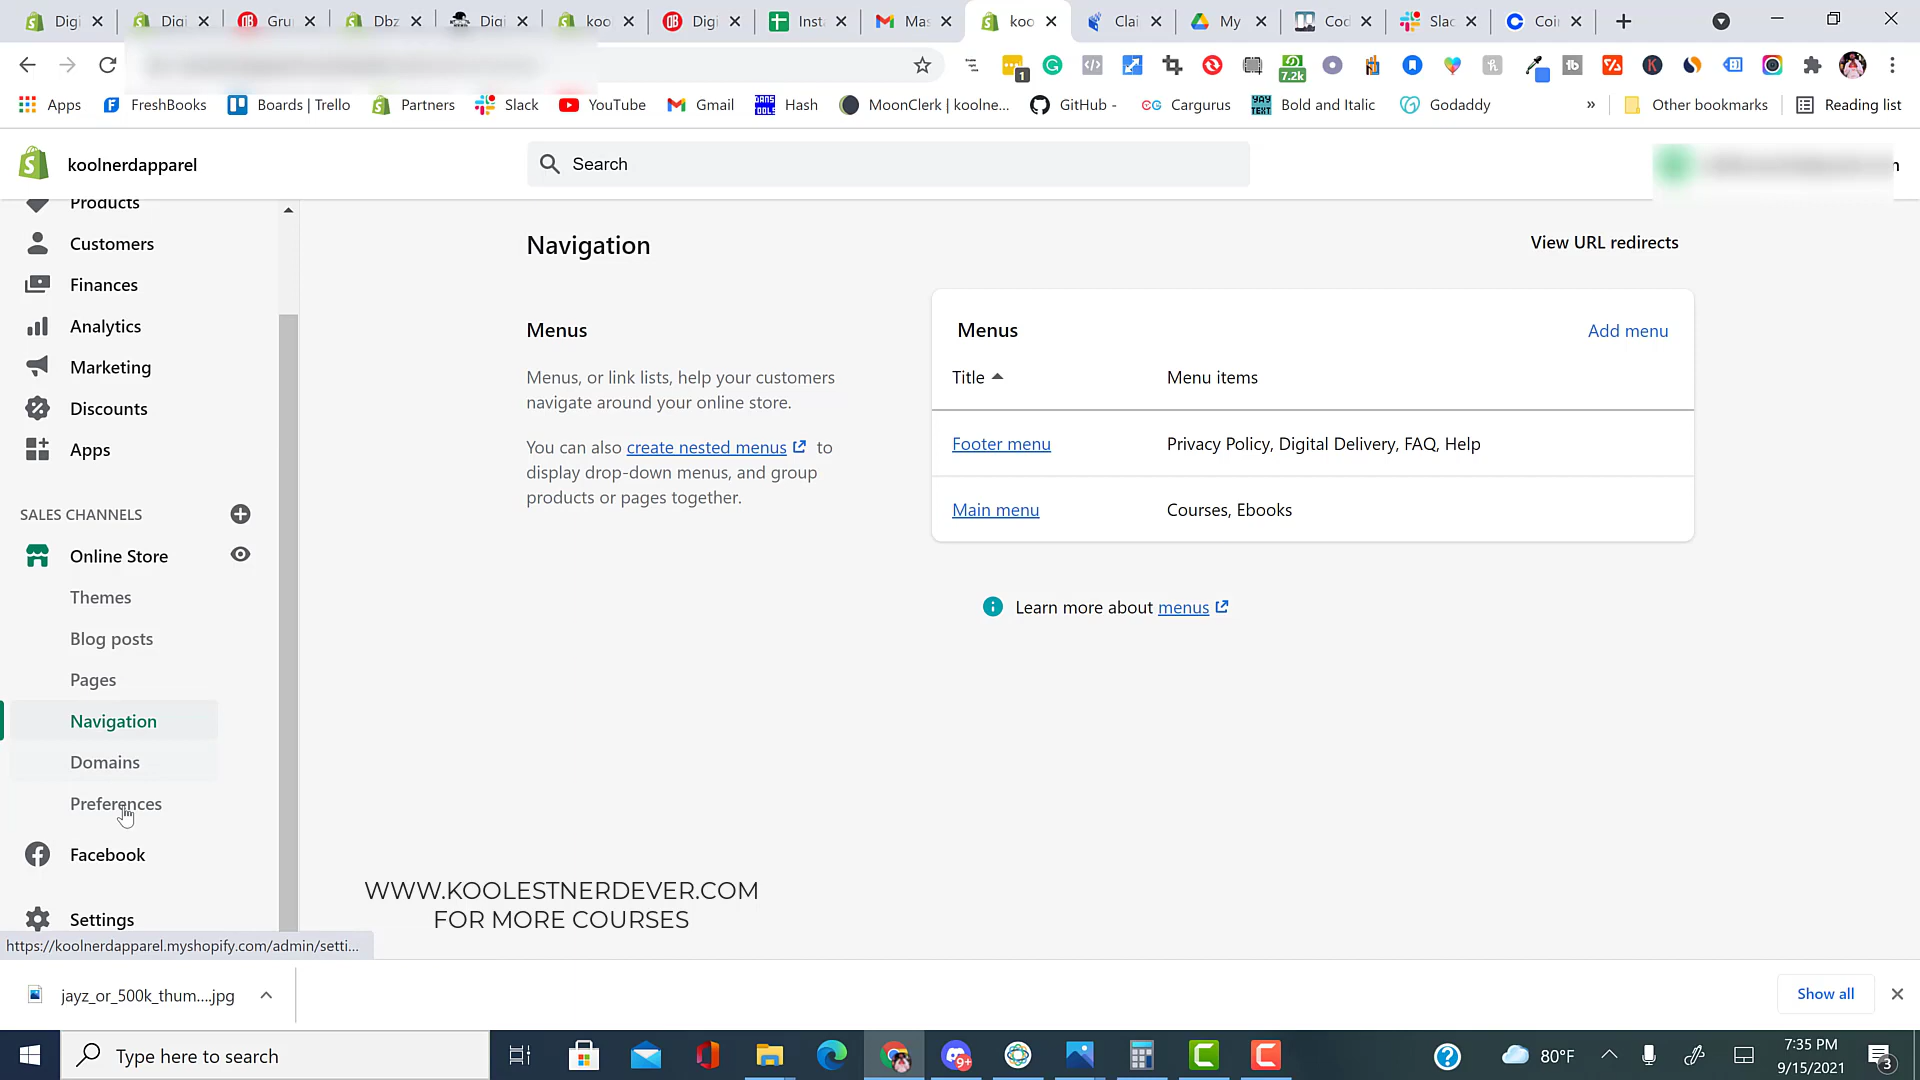 Digi
Digi
Gru
Dbz
Digi
koo
Digi
Inst
Mas
koo
Clai
My
Cod
Slac
Coi
1
7.2k
Apps
FreshBooks
Boards | Trello
Partners
Slack
YouTube
Gmail
Hash
MoonClerk | koolne...
GitHub -
Cargurus
Bold and Italic
Godaddy
»
Other bookmarks
Reading list
koolnerdapparel
Search
Products
Customers
Finances
Analytics
Marketing
Discounts
Apps
SALES CHANNELS
Online Store
Themes
Blog posts
Pages
Navigation
Domains
Preferences
Facebook
Settings
https://koolnerdapparel.myshopify.com/admin/setti...
Navigation
View URL redirects
Menus
Menus, or link lists, help your customers
navigate around your online store.
You can also create nested menus to
display drop-down menus, and group
products or pages together.
Menus
Add menu
Title
Menu items
Footer menu
Privacy Policy, Digital Delivery, FAQ, Help
Main menu
Courses, Ebooks
Learn more about menus
WWW.KOOLESTNERDEVER.COM
FOR MORE COURSES
jayz_or_500k_thum....jpg
Show all
Type here to search
9+
80°F
7:35 PM
9/15/2021
3